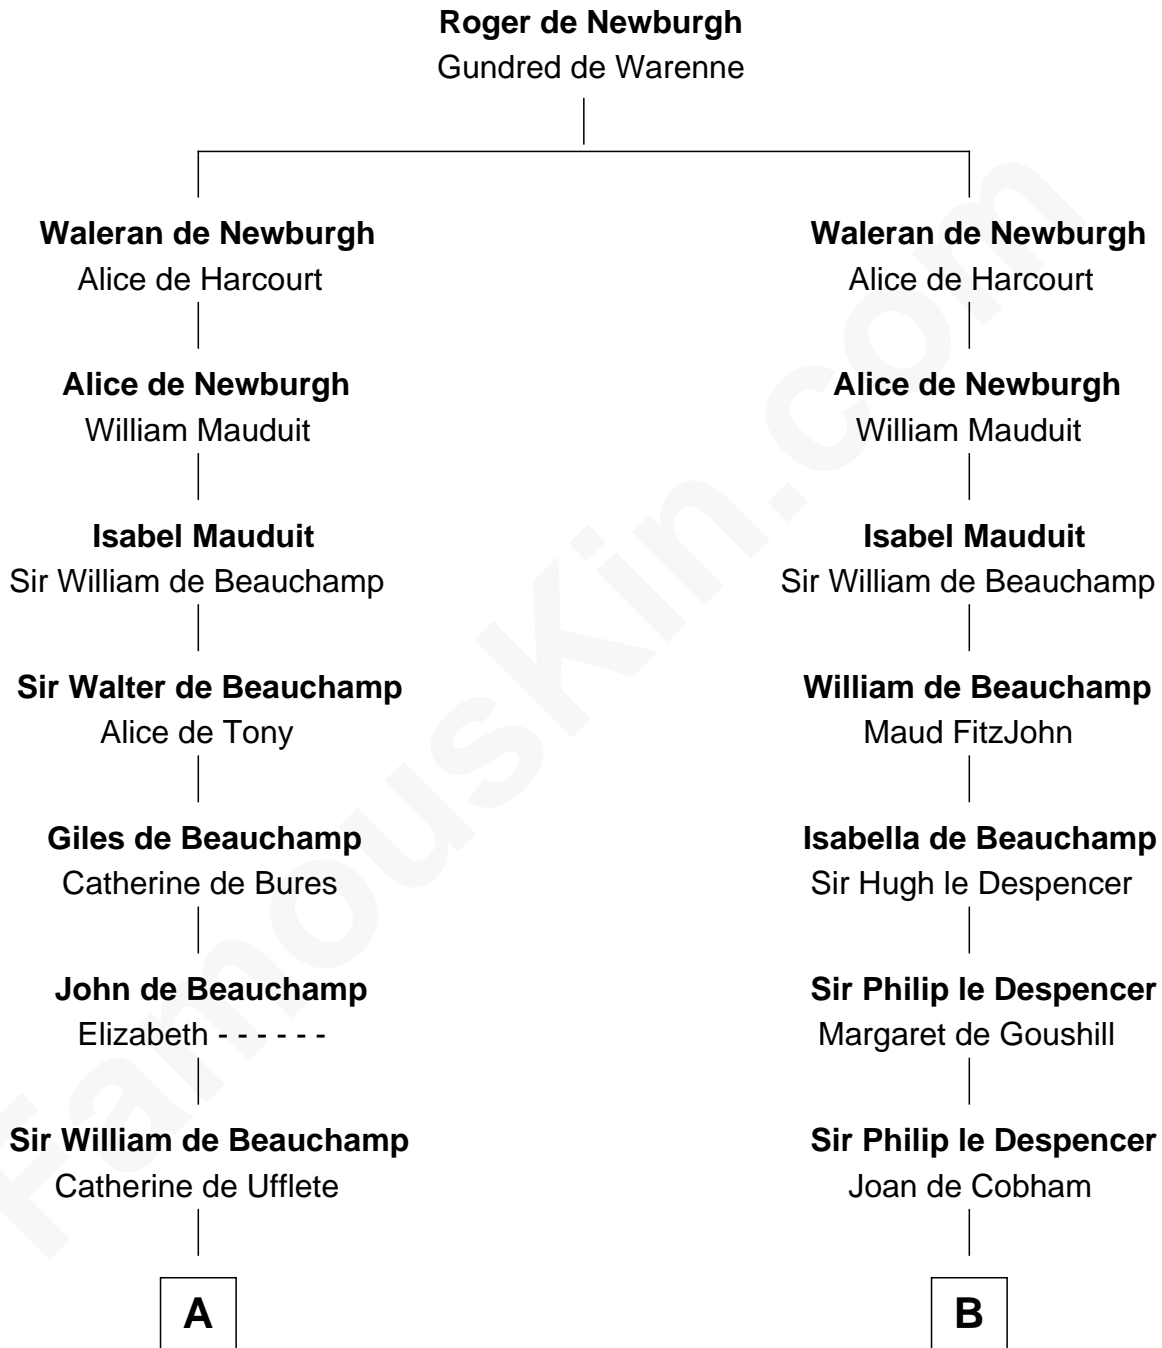 Roger de Newburgh
Gundred de Warenne
Waleran de Newburgh
Alice de Harcourt
Alice de Newburgh
William Mauduit
Isabel Mauduit
Sir William de Beauchamp
Sir Walter de Beauchamp
Alice de Tony
Giles de Beauchamp
Catherine de Bures
John de Beauchamp
Elizabeth - - - - - -
Sir William de Beauchamp
Catherine de Ufflete
A
Waleran de Newburgh
Alice de Harcourt
Alice de Newburgh
William Mauduit
Isabel Mauduit
Sir William de Beauchamp
William de Beauchamp
Maud FitzJohn
Isabella de Beauchamp
Sir Hugh le Despencer
Sir Philip le Despencer
Margaret de Goushill
Sir Philip le Despencer
Joan de Cobham
B
FamousKin.com